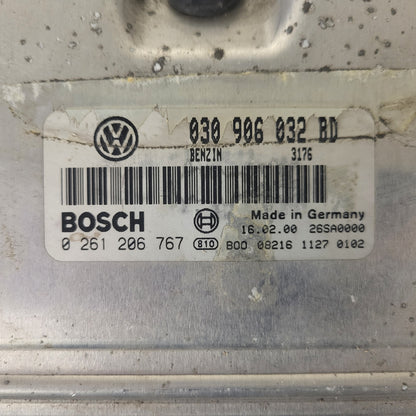 030 906 032 BD
BENZIN 3176
BOSCH Made in Germany
16.02.00 26SA0000
0 261 206 767 810 BOO 08216 1127 0102